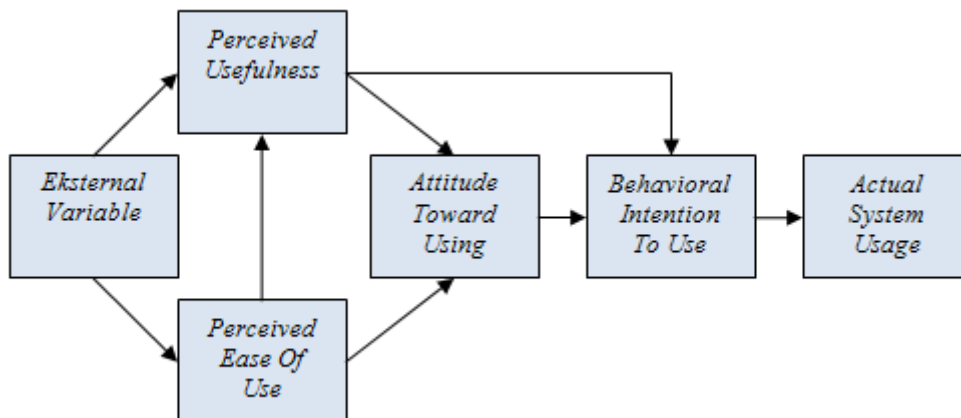 Perceived
Usefulness
Eksternal
Variable
Attitude
Toward
Using
Behavioral
Intention
To Use
Actual
System
Usage
Perceived
Ease Of
Use